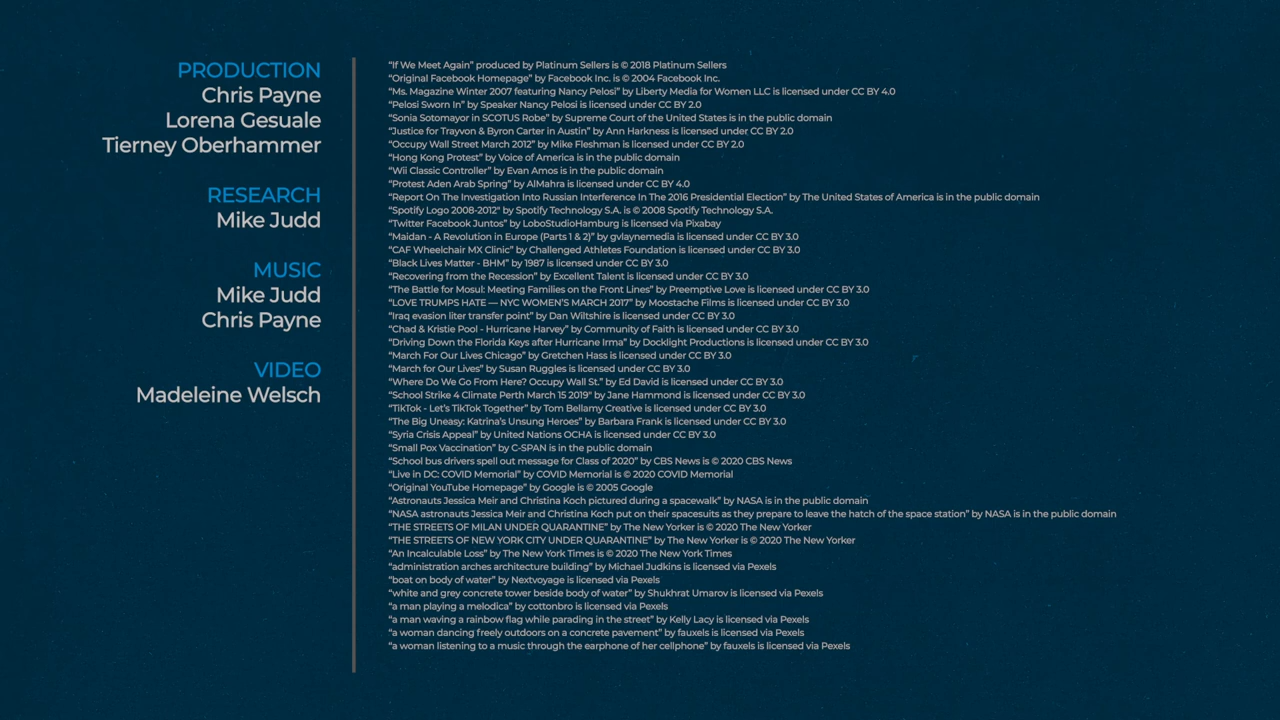 PRODUCTION
Chris Payne
Lorena Gesuale
Tierney Oberhammer
RESEARCH
Mike Judd
MUSIC
Mike Judd
Chris Payne
VIDEO
Madeleine Welsch
“If We Meet Again” produced by Platinum Sellers is © 2018 Platinum Sellers
“Original Facebook Homepage” by Facebook Inc. is © 2004 Facebook Inc.
“Ms. Magazine Winter 2007 featuring Nancy Pelosi” by Liberty Media for Women LLC is licensed under CC BY 4.0
“Pelosi Sworn In” by Speaker Nancy Pelosi is licensed under CC BY 2.0
“Sonia Sotomayor in SCOTUS Robe” by Supreme Court of the United States is in the public domain
“Justice for Trayvon & Byron Carter in Austin” by Ann Harkness is licensed under CC BY 2.0
“Occupy Wall Street March 2012” by Mike Fleshman is licensed under CC BY 2.0
“Hong Kong Protest” by Voice of America is in the public domain
“Wii Classic Controller” by Evan Amos is in the public domain
“Protest Aden Arab Spring” by AlMahra is licensed under CC BY 4.0
“Report On The Investigation Into Russian Interference In The 2016 Presidential Election” by The United States of America is in the public domain
“Spotify Logo 2008-2012" by Spotify Technology S.A. is © 2008 Spotify Technology S.A.
“Twitter Facebook Juntos” by LoboStudioHamburg is licensed via Pixabay
“Maidan - A Revolution in Europe (Parts 1 & 2)” by gvlaynemedia is licensed under CC BY 3.0
“CAF Wheelchair MX Clinic” by Challenged Athletes Foundation is licensed under CC BY 3.0
“Black Lives Matter - BHM” by 1987 is licensed under CC BY 3.0
“Recovering from the Recession” by Excellent Talent is licensed under CC BY 3.0
“The Battle for Mosul: Meeting Families on the Front Lines” by Preemptive Love is licensed under CC BY 3.0
“LOVE TRUMPS HATE — NYC WOMEN’S MARCH 2017” by Moostache Films is licensed under CC BY 3.0
“Iraq evasion liter transfer point” by Dan Wiltshire is licensed under CC BY 3.0
“Chad & Kristie Pool - Hurricane Harvey” by Community of Faith is licensed under CC BY 3.0
“Driving Down the Florida Keys after Hurricane Irma” by Docklight Productions is licensed under CC BY 3.0
“March For Our Lives Chicago” by Gretchen Hass is licensed under CC BY 3.0
“March for Our Lives” by Susan Ruggles is licensed under CC BY 3.0
“Where Do We Go From Here? Occupy Wall St.” by Ed David is licensed under CC BY 3.0
“School Strike 4 Climate Perth March 15 2019" by Jane Hammond is licensed under CC BY 3.0
“TikTok - Let’s TikTok Together” by Tom Bellamy Creative is licensed under CC BY 3.0
“The Big Uneasy: Katrina’s Unsung Heroes” by Barbara Frank is licensed under CC BY 3.0
“Syria Crisis Appeal” by United Nations OCHA is licensed under CC BY 3.0
“Small Pox Vaccination” by C-SPAN is in the public domain
“School bus drivers spell out message for Class of 2020” by CBS News is © 2020 CBS News
“Live in DC: COVID Memorial” by COVID Memorial is © 2020 COVID Memorial
“Original YouTube Homepage” by Google is © 2005 Google
“Astronauts Jessica Meir and Christina Koch pictured during a spacewalk” by NASA is in the public domain
“NASA astronauts Jessica Meir and Christina Koch put on their spacesuits as they prepare to leave the hatch of the space station” by NASA is in the public domain
“THE STREETS OF MILAN UNDER QUARANTINE” by The New Yorker is © 2020 The New Yorker
“THE STREETS OF NEW YORK CITY UNDER QUARANTINE” by The New Yorker is © 2020 The New Yorker
“An Incalculable Loss” by The New York Times is © 2020 The New York Times
“administration arches architecture building” by Michael Judkins is licensed via Pexels
“boat on body of water” by Nextvoyage is licensed via Pexels
“white and grey concrete tower beside body of water” by Shukhrat Umarov is licensed via Pexels
“a man playing a melodica” by cottonbro is licensed via Pexels
“a man waving a rainbow flag while parading in the street” by Kelly Lacy is licensed via Pexels
“a woman dancing freely outdoors on a concrete pavement” by fauxels is licensed via Pexels
“a woman listening to a music through the earphone of her cellphone” by fauxels is licensed via Pexels